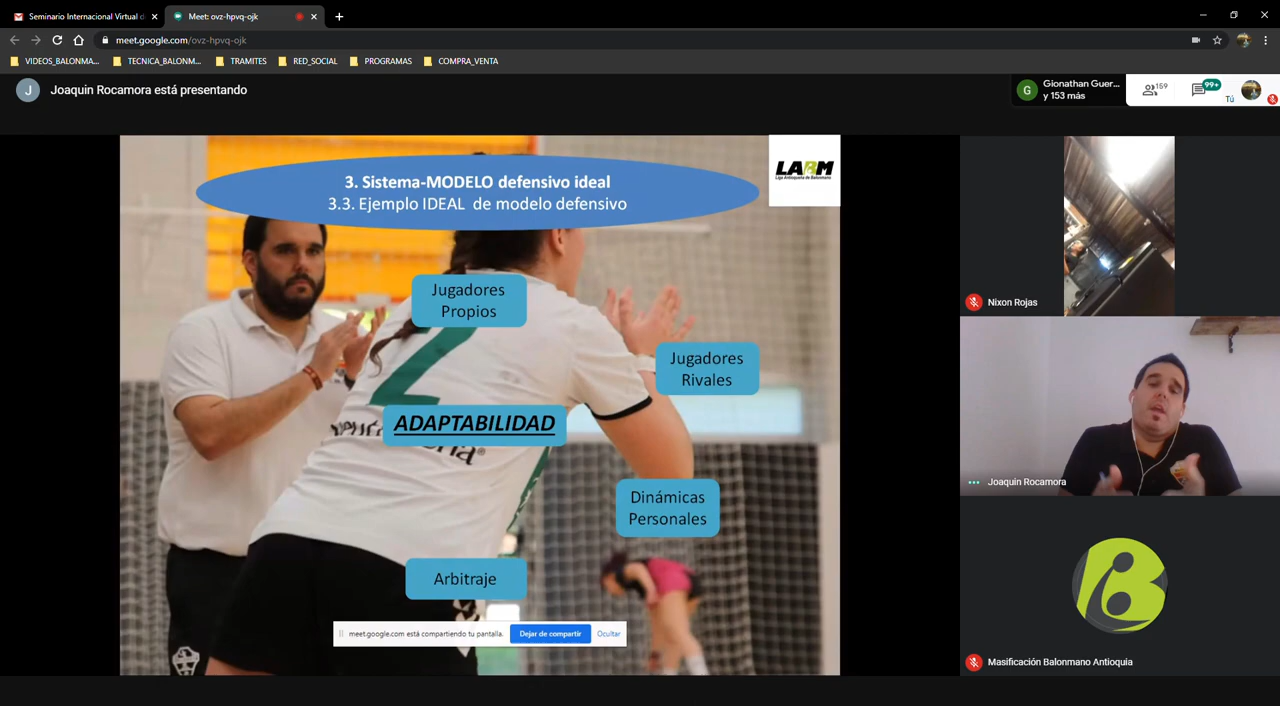 Seminario Internacional Virtual d
Meet: ovz-hpvq-ojk
meet.google.com/ovz-hpvq-ojk
VIDEOS_BALONMA...
TECNICA_BALONM...
TRAMITES
RED_SOCIAL
PROGRAMAS
COMPRA_VENTA
J
Joaquin Rocamora está presentando
G
Gionathan Guer...
y 153 más
159
99+
Tú
3. Sistema-MODELO defensivo ideal
3.3. Ejemplo IDEAL de modelo defensivo
LABM
Liga Antioqueña de Balonmano
Jugadores
Propios
Jugadores
Rivales
ADAPTABILIDAD
Dinámicas
Personales
Arbitraje
meet.google.com está compartiendo tu pantalla.
Dejar de compartir
Ocultar
Nixon Rojas
Joaquin Rocamora
Masificación Balonmano Antioquia